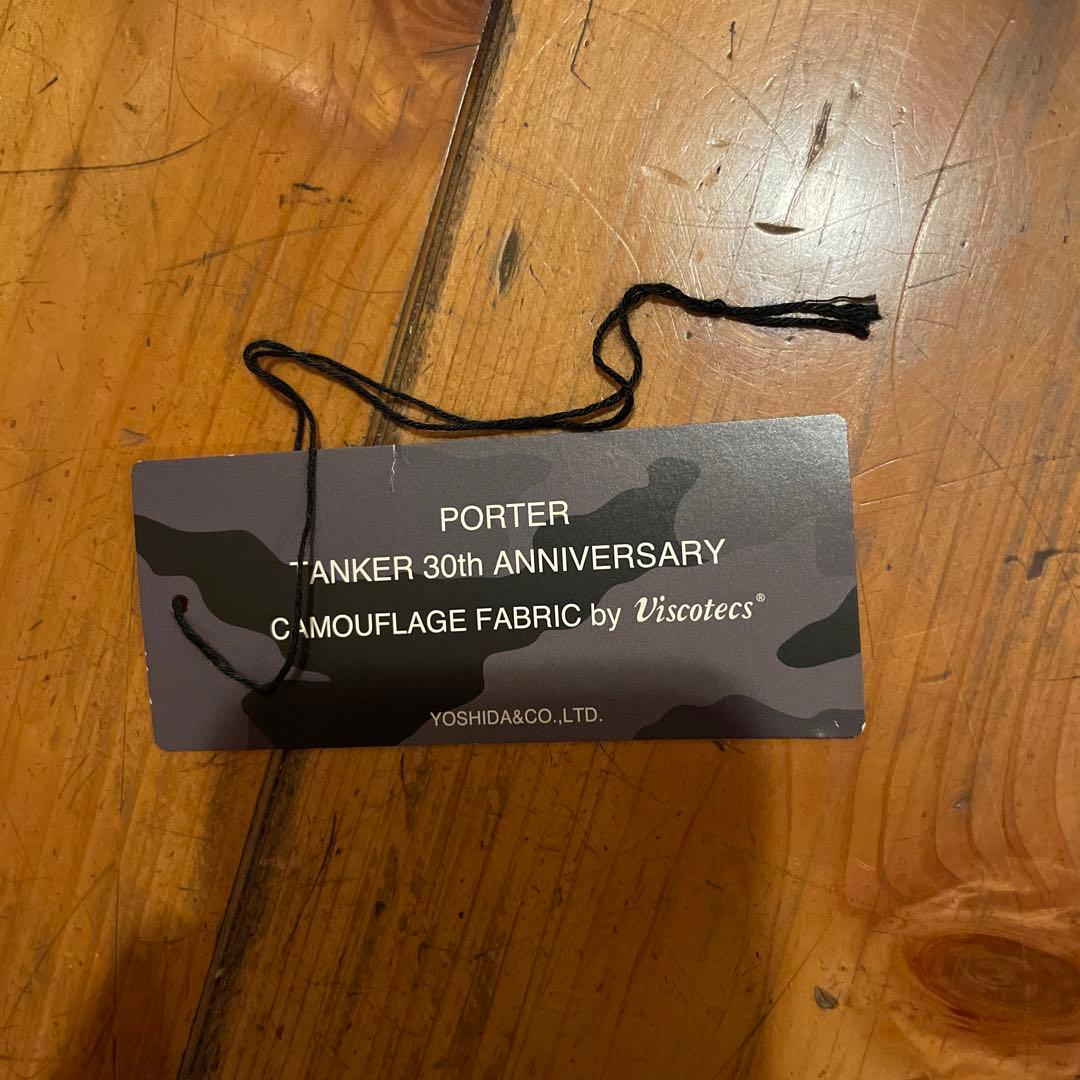 PORTER
TANKER 30th ANNIVERSARY
CAMOUFLAGE FABRIC by Viscotecs®
YOSHIDA&CO.,LTD.